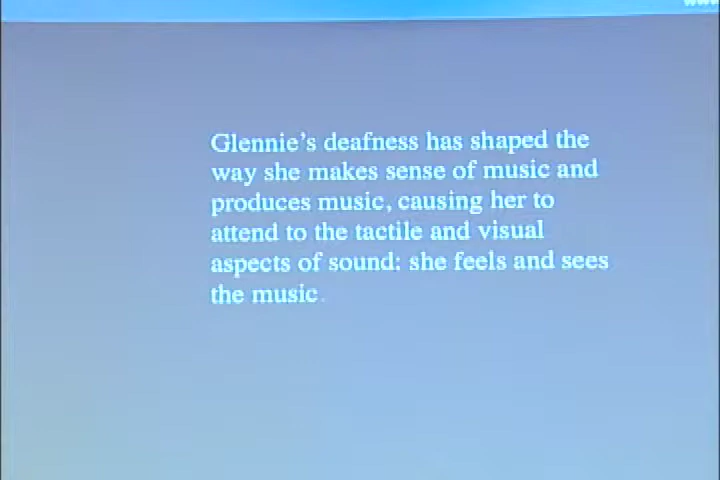 Glennie's deafness has shaped the
way she makes sense of music and
produces music, causing her to
attend to the tactile and visual
aspects of sound: she feels and sees
the music.